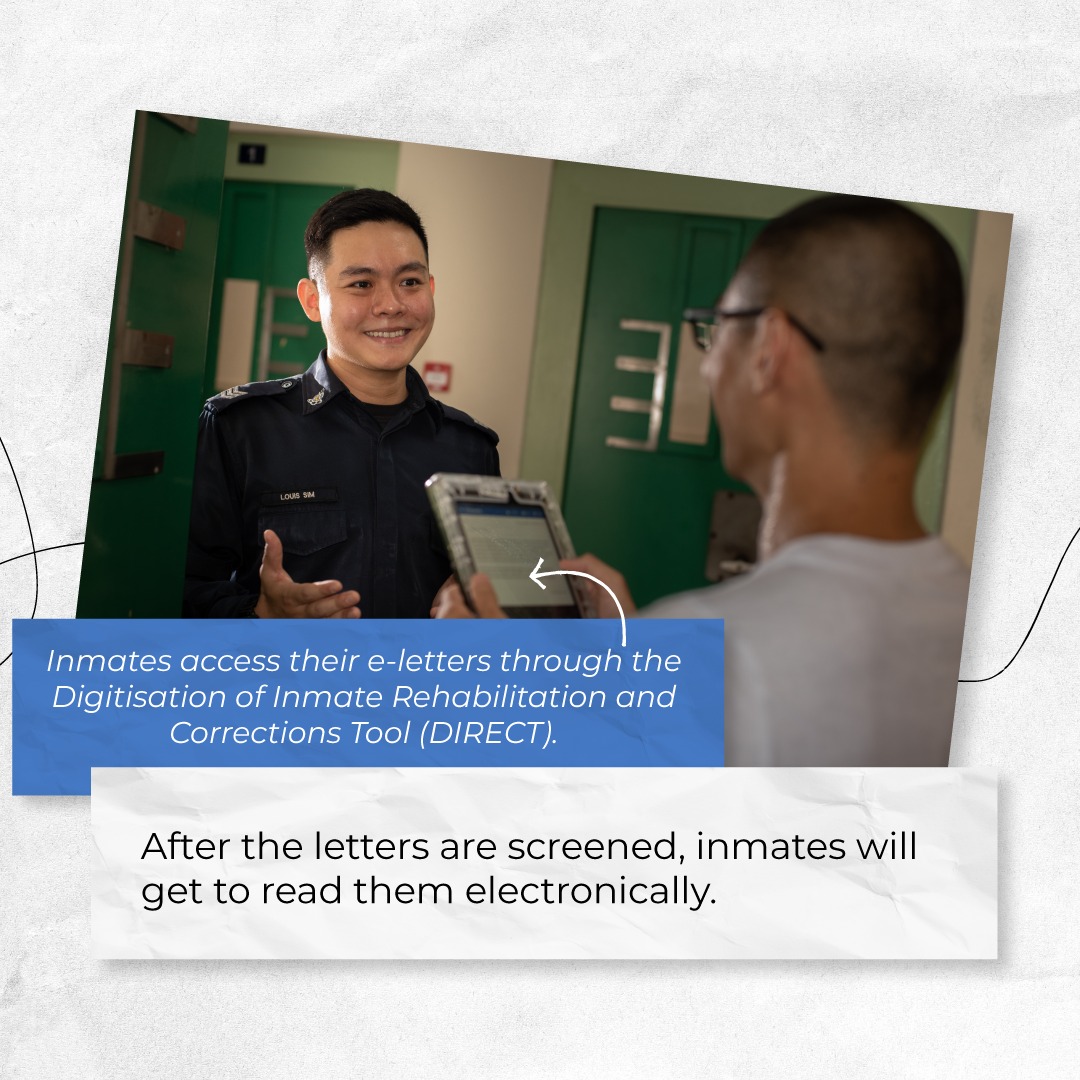 1
LOUIS SIM
Inmates access their e-letters through the
Digitisation of Inmate Rehabilitation and
Corrections Tool (DIRECT).
After the letters are screened, inmates will
get to read them electronically.